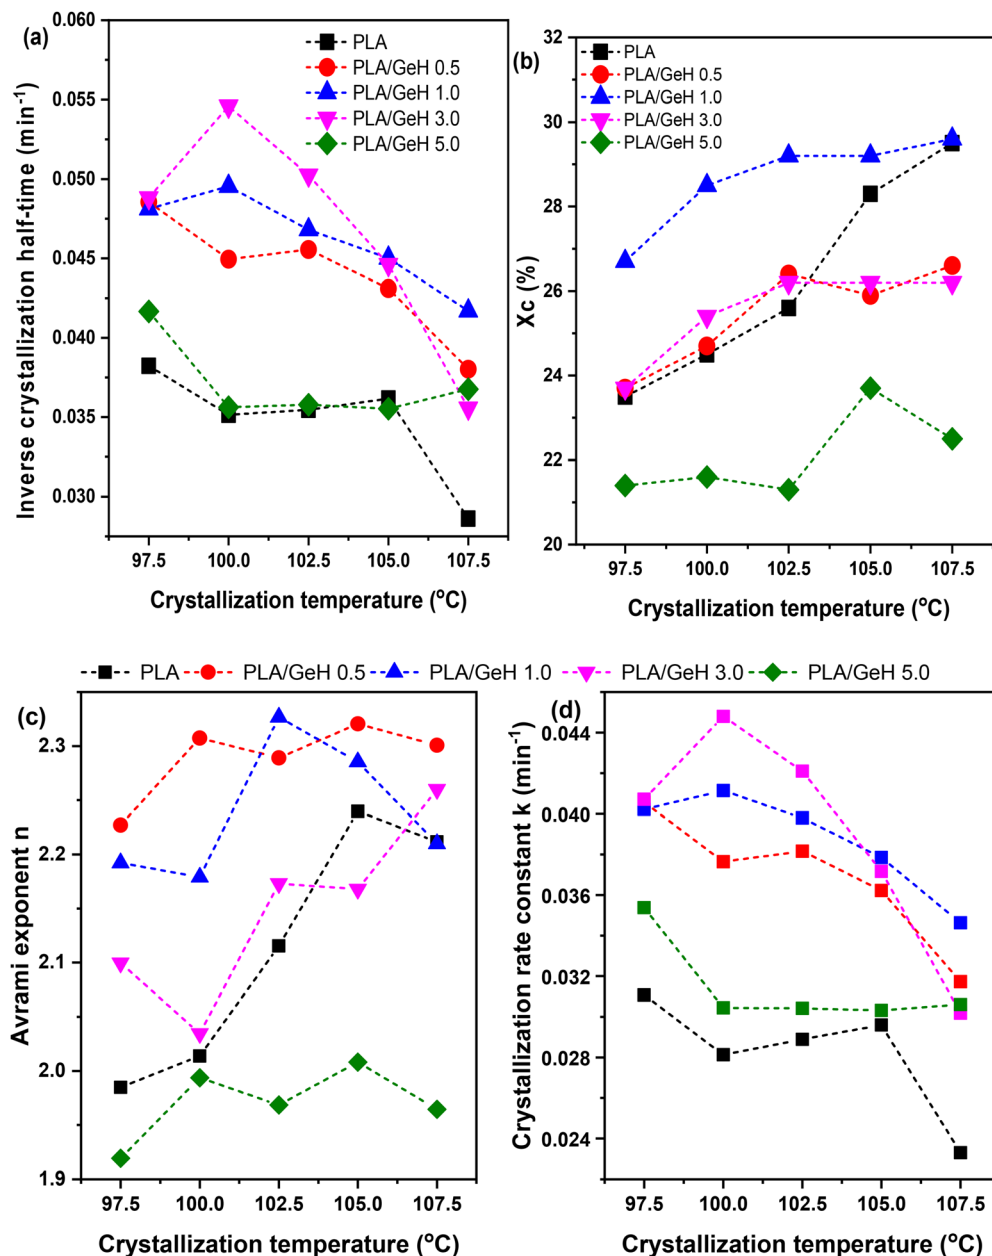 (a)
PLA
PLA/GeH 0.5
PLA/GeH 1.0
PLA/GeH 3.0
PLA/GeH 5.0
Inverse crystallization half-time (min⁻¹)
0.060
0.055
0.050
0.045
0.040
0.035
0.030
97.5 100.0 102.5 105.0 107.5
Crystallization temperature (°C)
(b)
PLA
PLA/GeH 0.5
PLA/GeH 1.0
PLA/GeH 3.0
PLA/GeH 5.0
Xc (%)
32
30
28
26
24
22
20
97.5 100.0 102.5 105.0 107.5
Crystallization temperature (°C)
PLA PLA/GeH 0.5 PLA/GeH 1.0 PLA/GeH 3.0 PLA/GeH 5.0
(c)
Avrami exponent n
2.3
2.2
2.1
2.0
1.9
97.5 100.0 102.5 105.0 107.5
Crystallization temperature (°C)
(d)
Crystallization rate constant k (min⁻¹)
0.044
0.040
0.036
0.032
0.028
0.024
97.5 100.0 102.5 105.0 107.5
Crystallization temperature (°C)